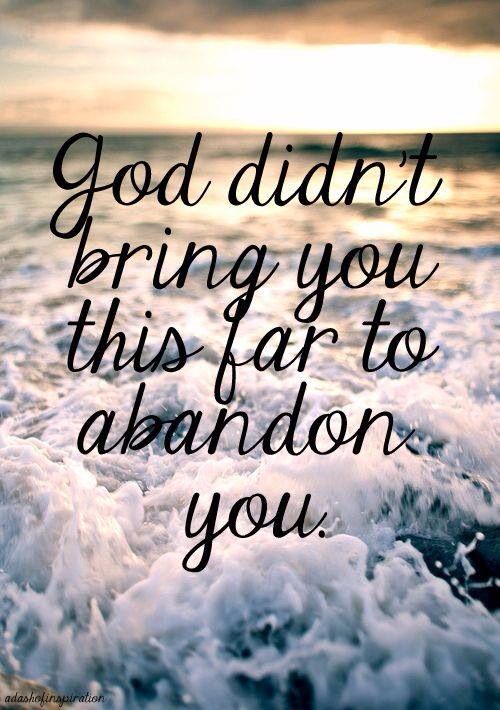 God didn't
bring you
this far to
abandon
you.
adashofinspiration